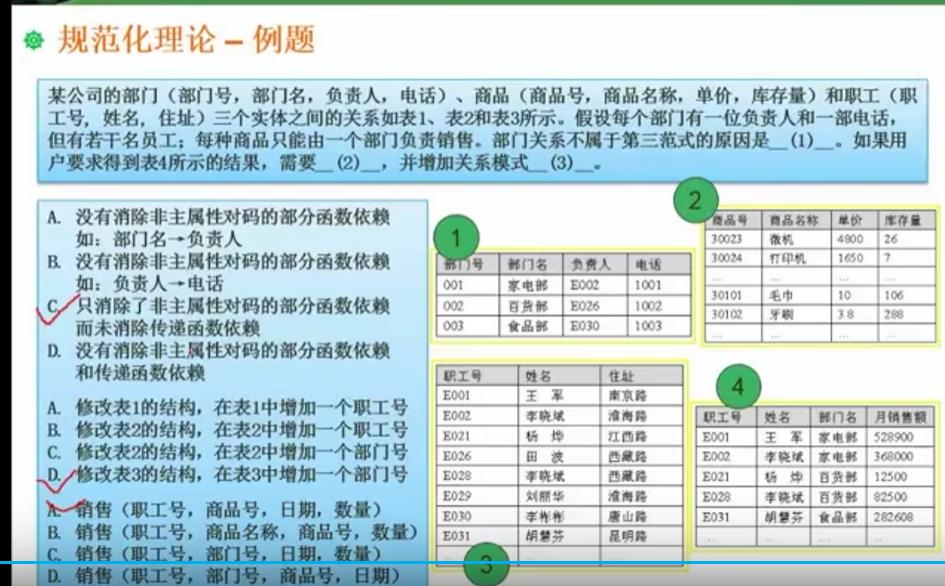 规范化理论 – 例题
某公司的部门（部门号，部门名，负责人，电话）、商品（商品号，商品名称，单价，库存量）和职工（职
工号，姓名，住址）三个实体之间的关系如表1、表2和表3所示。假设每个部门有一位负责人和一部电话，
但有若干名员工；每种商品只能由一个部门负责销售。部门关系不属于第三范式的原因是__(1)__。如果用
户要求得到表4所示的结果，需要__(2)__，并增加关系模式__(3)__。
A. 没有消除非主属性对码的部分函数依赖
如：部门名→负责人
B. 没有消除非主属性对码的部分函数依赖
如：负责人→电话
C. 只消除了非主属性对码的部分函数依赖
而未消除传递函数依赖
D. 没有消除非主属性对码的部分函数依赖
和传递函数依赖
A. 修改表1的结构，在表1中增加一个职工号
B. 修改表2的结构，在表2中增加一个职工号
C. 修改表2的结构，在表2中增加一个部门号
D. 修改表3的结构，在表3中增加一个部门号
A. 销售（职工号，商品号，日期，数量）
B. 销售（职工号，商品名称，商品号，数量）
C. 销售（职工号，部门号，日期，数量）
D. 销售（职工号，部门号，商品号，日期）
1
部门号 部门名 负责人 电话
001 家电部 E002 1001
002 百货部 E026 1002
003 食品部 E030 1003
2
商品号 商品名称 单价 库存量
30023 微机 4800 26
30024 打印机 1650 7
... ... ... ...
30101 毛巾 10 106
30102 牙刷 3.8 288
... ... ... ...
职工号 姓名 住址
E001 王 军 南京路
E002 李晓斌 淮海路
E021 杨 烨 江西路
E026 田 波 西藏路
E028 李晓斌 西藏路
E029 刘丽华 淮海路
E030 李彬彬 唐山路
E031 胡慧芬 昆明路
... ... ...
3
4
职工号 姓名 部门名 月销售额
E001 王 军 家电部 528900
E002 李晓斌 家电部 368000
E021 杨 烨 百货部 12500
E028 李晓斌 百货部 82500
E031 胡慧芬 食品部 282608
... ... ... ...